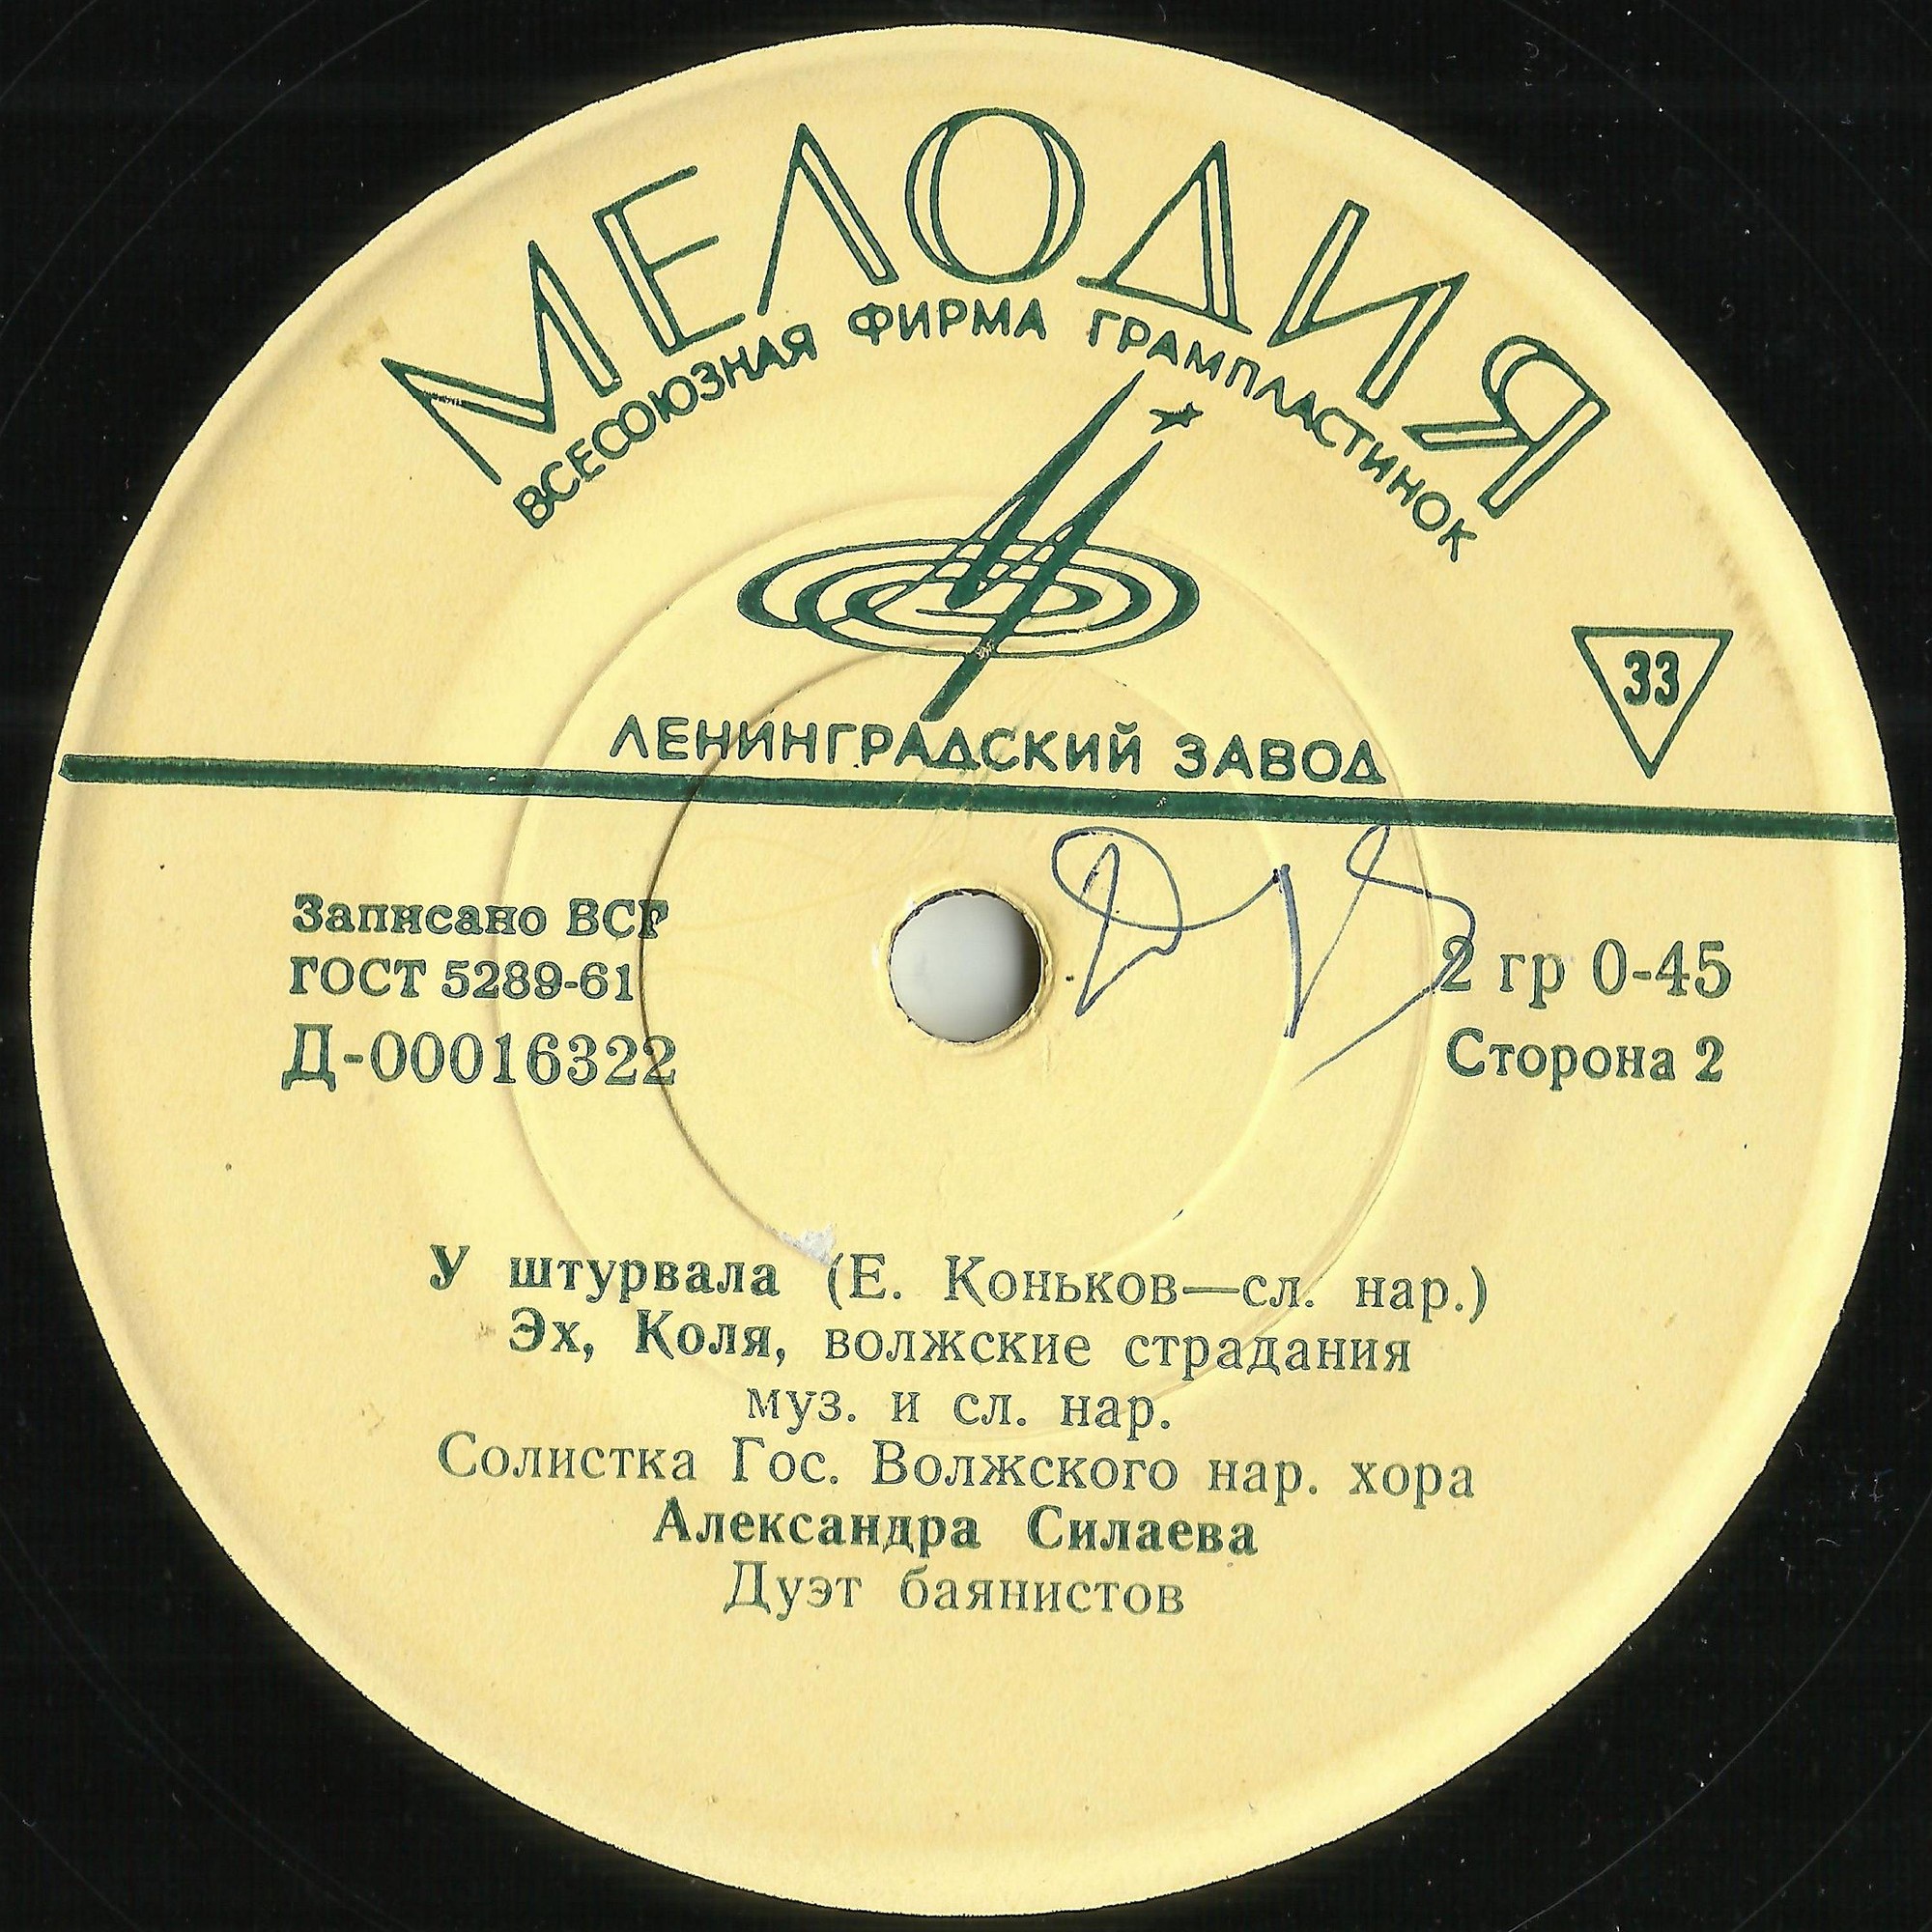 МЕЛОДИЯ
ВСЕСОЮЗНАЯ ФИРМА ГРАМПЛАСТИНОК
33
ЛЕНИНГРАДСКИЙ ЗАВОД
Записано ВСГ
ГОСТ 5289-61
Д-00016322
2 гр 0-45
Сторона 2
У штурвала (Е. Коньков—сл. нар.)
Эх, Коля, волжские страдания
муз. и сл. нар.
Солистка Гос. Волжского нар. хора
Александра Силаева
Дуэт баянистов